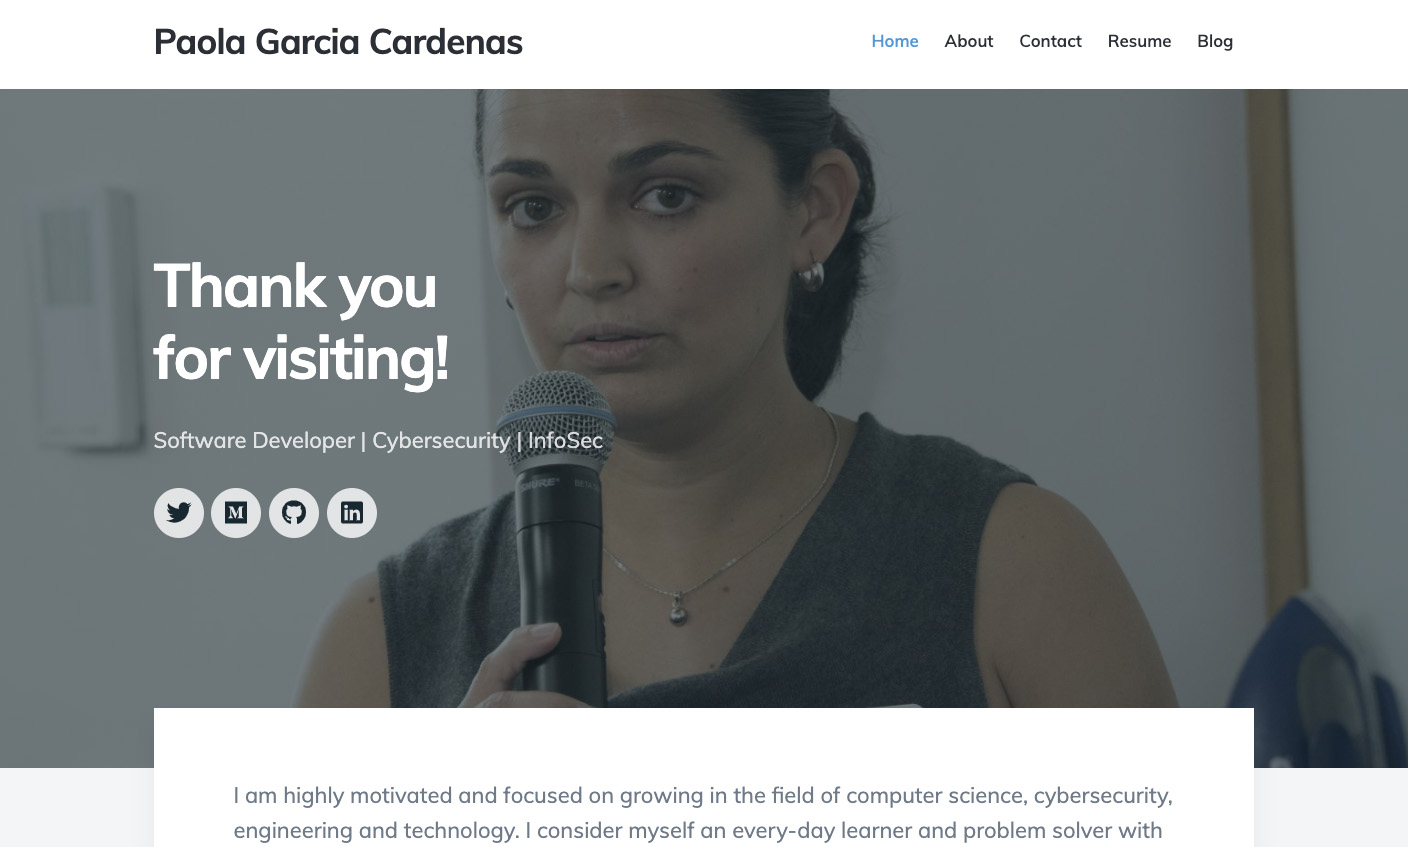 Paola Garcia Cardenas
Home About Contact Resume Blog
Thank you
for visiting!
Software Developer | Cybersecurity | InfoSec
SHURE BETA
I am highly motivated and focused on growing in the field of computer science, cybersecurity,
engineering and technology. I consider myself an every-day learner and problem solver with